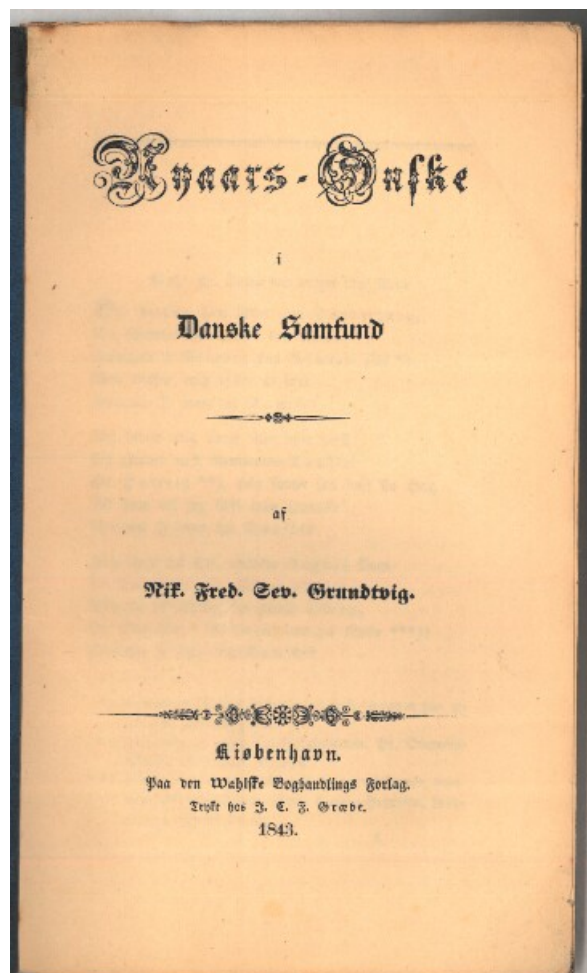 Nyaars-Ønske
i
Danske Samfund
af
Nik. Fred. Sev. Grundtvig.
Kiøbenhavn.
Paa den Wahlske Boghandlings Forlag.
Trykt hos J. C. F. Græbe.
1843.